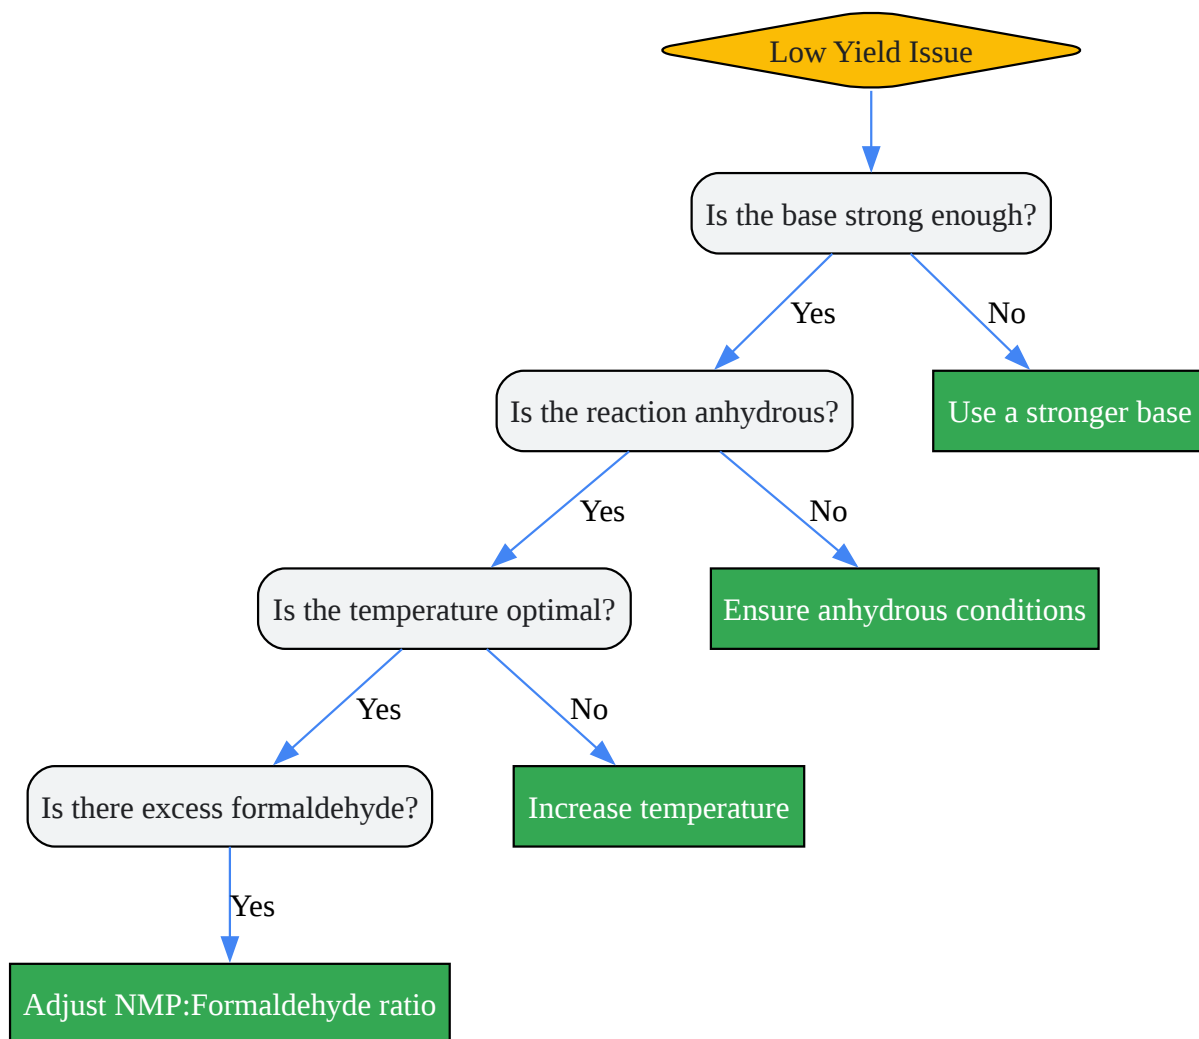 Low Yield Issue
Is the base strong enough?
Yes
No
Is the reaction anhydrous?
Use a stronger base
Yes
No
Is the temperature optimal?
Ensure anhydrous conditions
Yes
No
Is there excess formaldehyde?
Increase temperature
Yes
Adjust NMP:Formaldehyde ratio